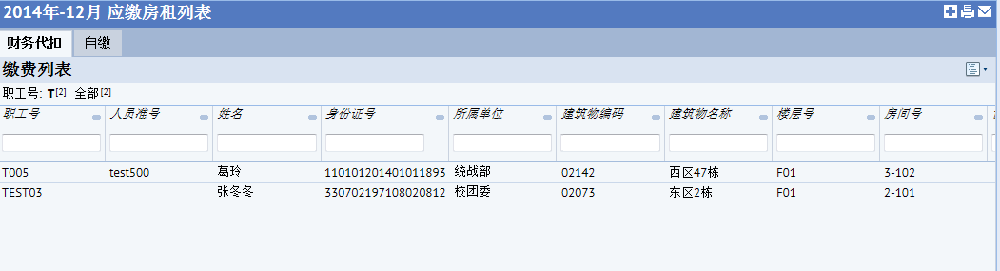 2014年-12月 应缴房租列表
财务代扣 自缴
缴费列表
职工号: T[2] 全部[2]
职工号 人员准号 姓名 身份证号 所属单位 建筑物编码 建筑物名称 楼层号 房间号
T005 test500 葛玲 110101201401011893 统战部 02142 西区47栋 F01 3-102
TEST03 张冬冬 330702197108020812 校团委 02073 东区2栋 F01 2-101